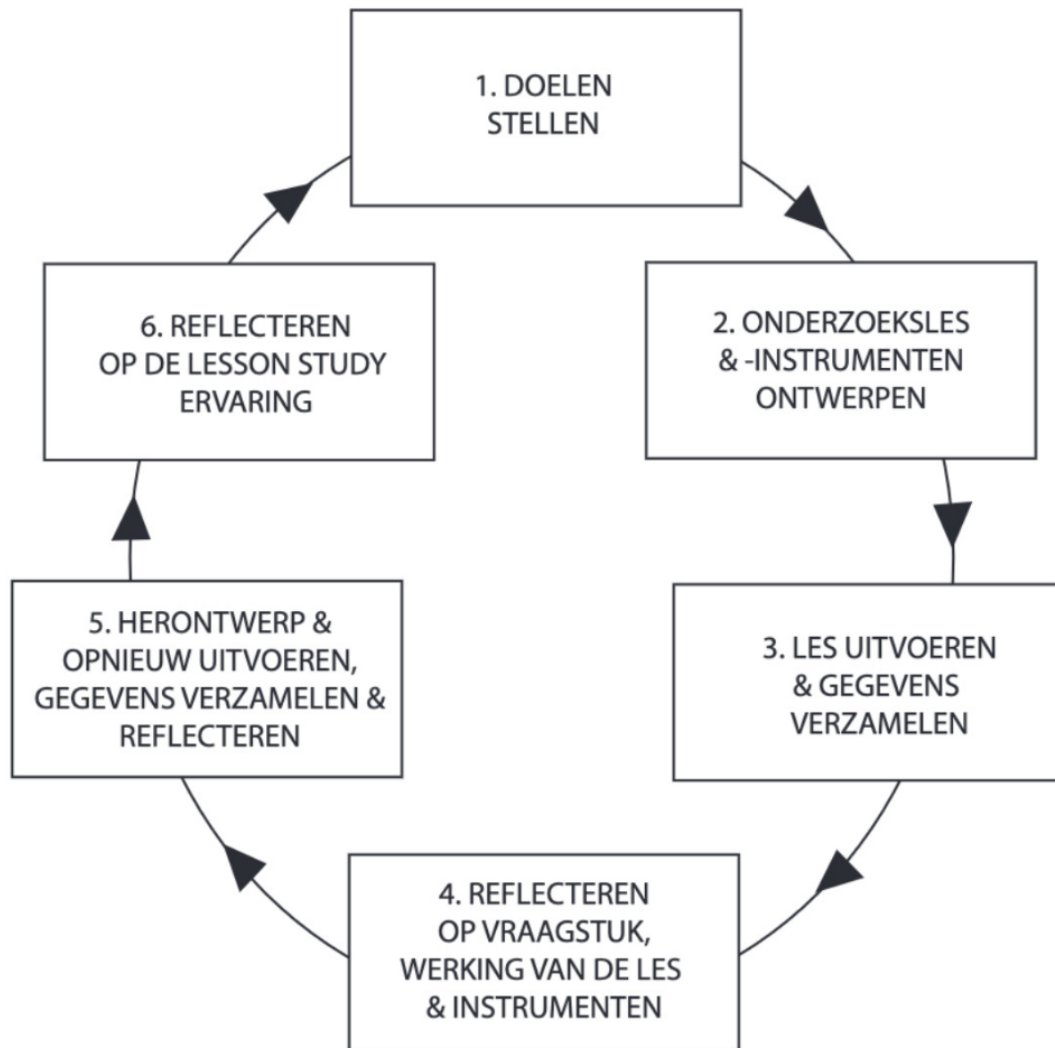 1. DOELEN
STELLEN
2. ONDERZOEKSLES
& -INSTRUMENTEN
ONTWERPEN
3. LES UITVOEREN
& GEGEVENS
VERZAMELEN
4. REFLECTEREN
OP VRAAGSTUK,
WERKING VAN DE LES
& INSTRUMENTEN
5. HERONTWERP &
OPNIEUW UITVOEREN,
GEGEVENS VERZAMELEN &
REFLECTEREN
6. REFLECTEREN
OP DE LESSON STUDY
ERVARING